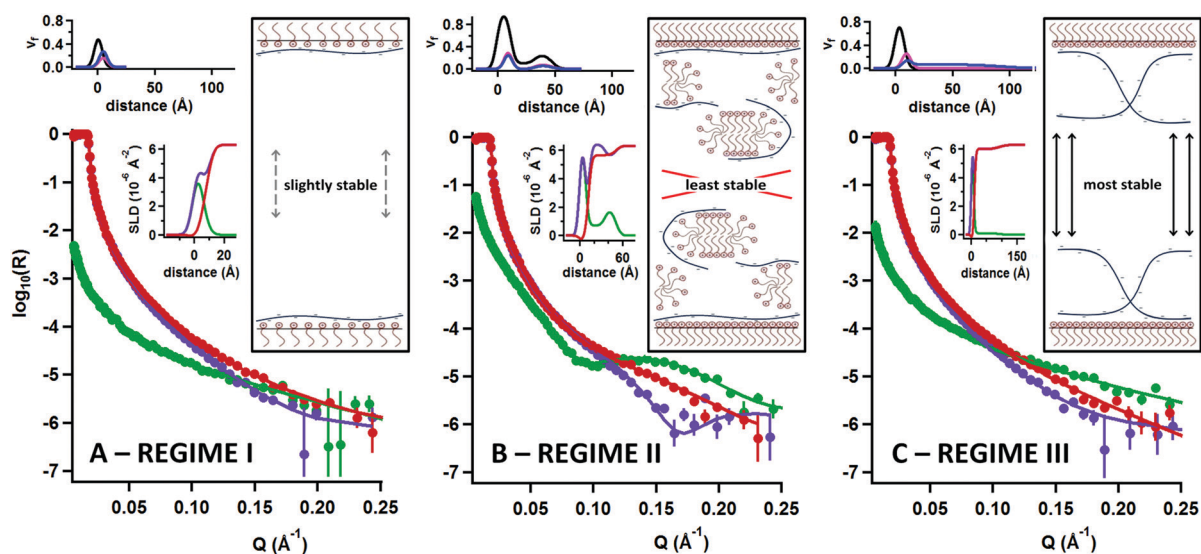 v_f
0.8
0.4
0.0
0 50 100
distance (Å)
slightly stable
SLD (10⁻⁶ Å⁻²)
6
4
2
0
0 20
distance (Å)
log₁₀(R)
0
-1
-2
-3
-4
-5
-6
-7
0.05 0.10 0.15 0.20 0.25
Q (Å⁻¹)
A – REGIME I
v_f
0.8
0.4
0.0
0 50 100
distance (Å)
least stable
SLD (10⁻⁶ Å⁻²)
6
4
2
0
0 60
distance (Å)
0
-1
-2
-3
-4
-5
-6
-7
0.05 0.10 0.15 0.20 0.25
Q (Å⁻¹)
B – REGIME II
v_f
0.8
0.4
0.0
0 50 100
distance (Å)
most stable
SLD (10⁻⁶ Å⁻²)
6
4
2
0
0 150
distance (Å)
0
-1
-2
-3
-4
-5
-6
-7
0.05 0.10 0.15 0.20 0.25
Q (Å⁻¹)
C – REGIME III